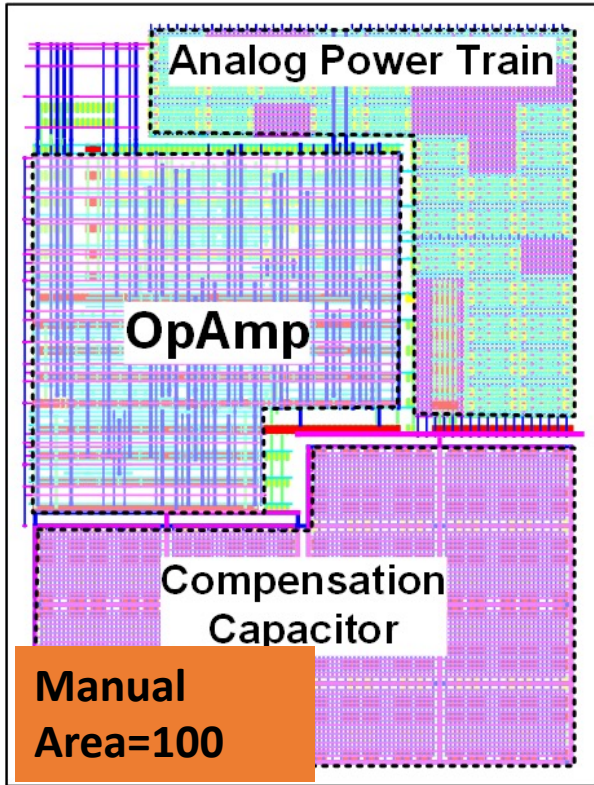 Analog Power Train
OpAmp
Compensation
Capacitor
Manual
Area=100